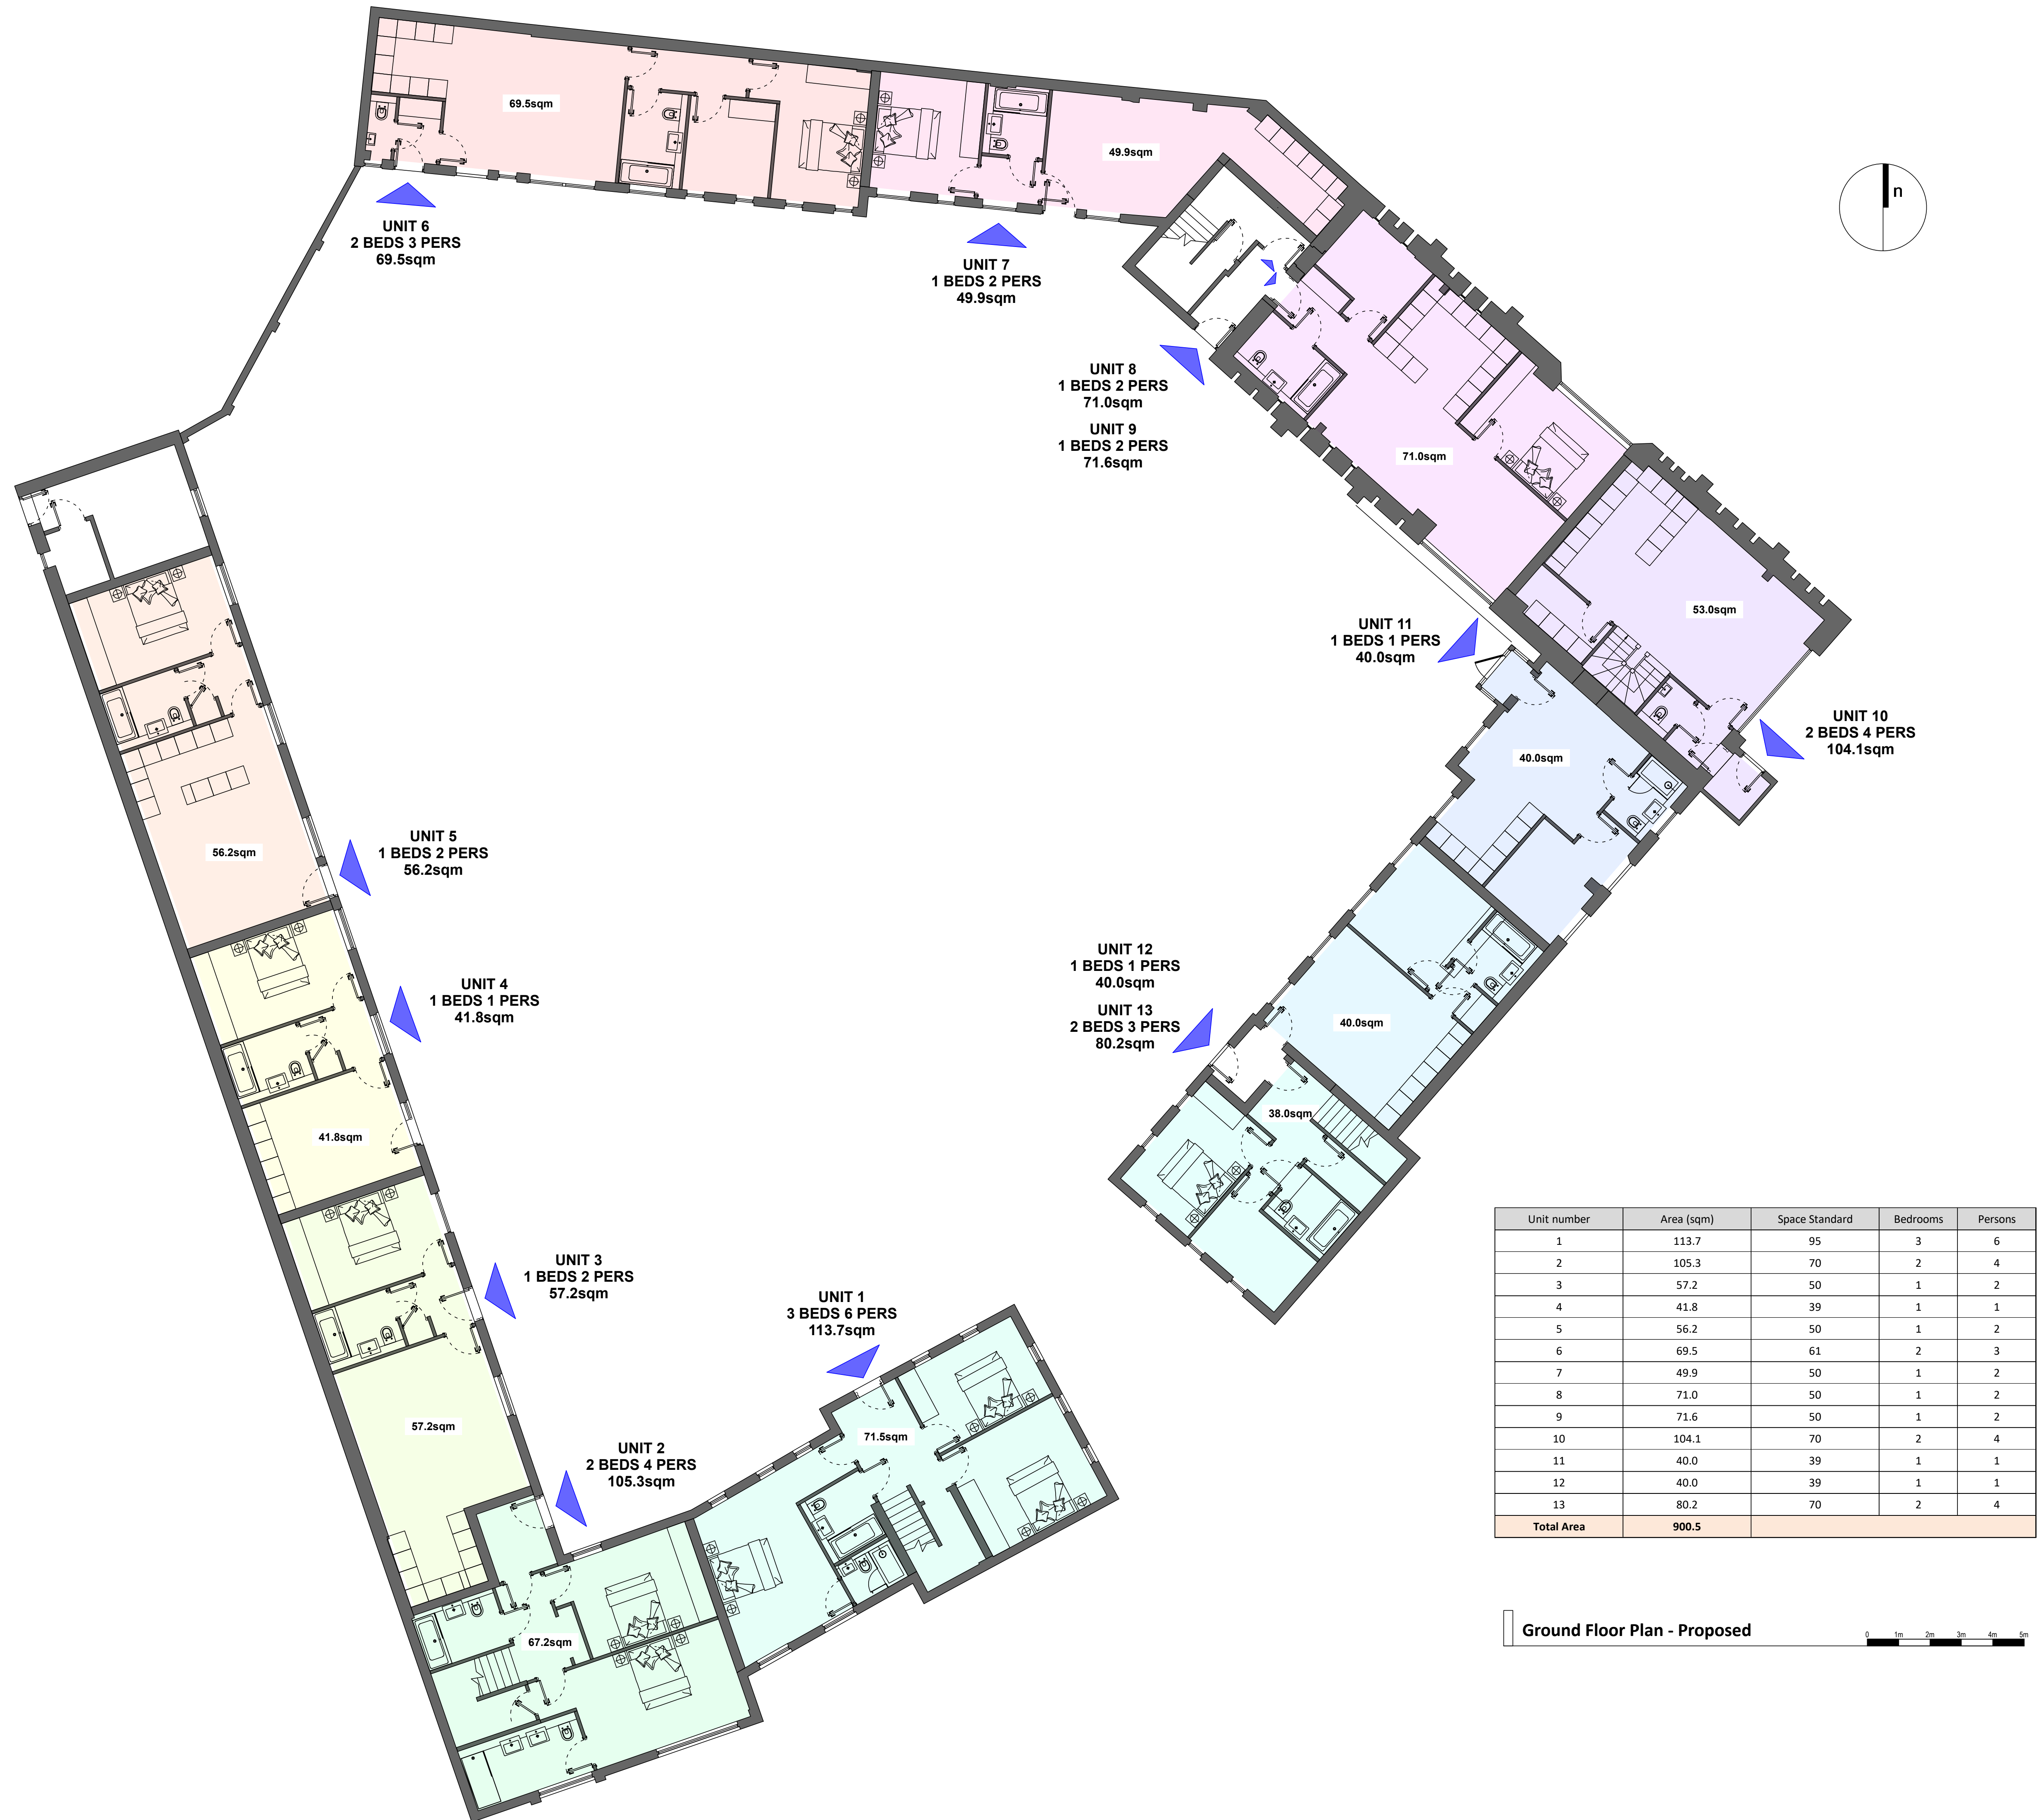 69.5sqm
49.9sqm
n
UNIT 6
2 BEDS 3 PERS
69.5sqm
UNIT 7
1 BEDS 2 PERS
49.9sqm
UNIT 8
1 BEDS 2 PERS
71.0sqm
UNIT 9
1 BEDS 2 PERS
71.6sqm
71.0sqm
53.0sqm
UNIT 11
1 BEDS 1 PERS
40.0sqm
UNIT 10
2 BEDS 4 PERS
104.1sqm
40.0sqm
56.2sqm
UNIT 5
1 BEDS 2 PERS
56.2sqm
UNIT 4
1 BEDS 1 PERS
41.8sqm
UNIT 12
1 BEDS 1 PERS
40.0sqm
UNIT 13
2 BEDS 3 PERS
80.2sqm
40.0sqm
38.0sqm
41.8sqm
UNIT 3
1 BEDS 2 PERS
57.2sqm
UNIT 1
3 BEDS 6 PERS
113.7sqm
57.2sqm
71.5sqm
UNIT 2
2 BEDS 4 PERS
105.3sqm
67.2sqm
Unit number Area (sqm) Space Standard Bedrooms Persons
1 113.7 95 3 6
2 105.3 70 2 4
3 57.2 50 1 2
4 41.8 39 1 1
5 56.2 50 1 2
6 69.5 61 2 3
7 49.9 50 1 2
8 71.0 50 1 2
9 71.6 50 1 2
10 104.1 70 2 4
11 40.0 39 1 1
12 40.0 39 1 1
13 80.2 70 2 4
Total Area 900.5
Ground Floor Plan - Proposed
0 1m 2m 3m 4m 5m